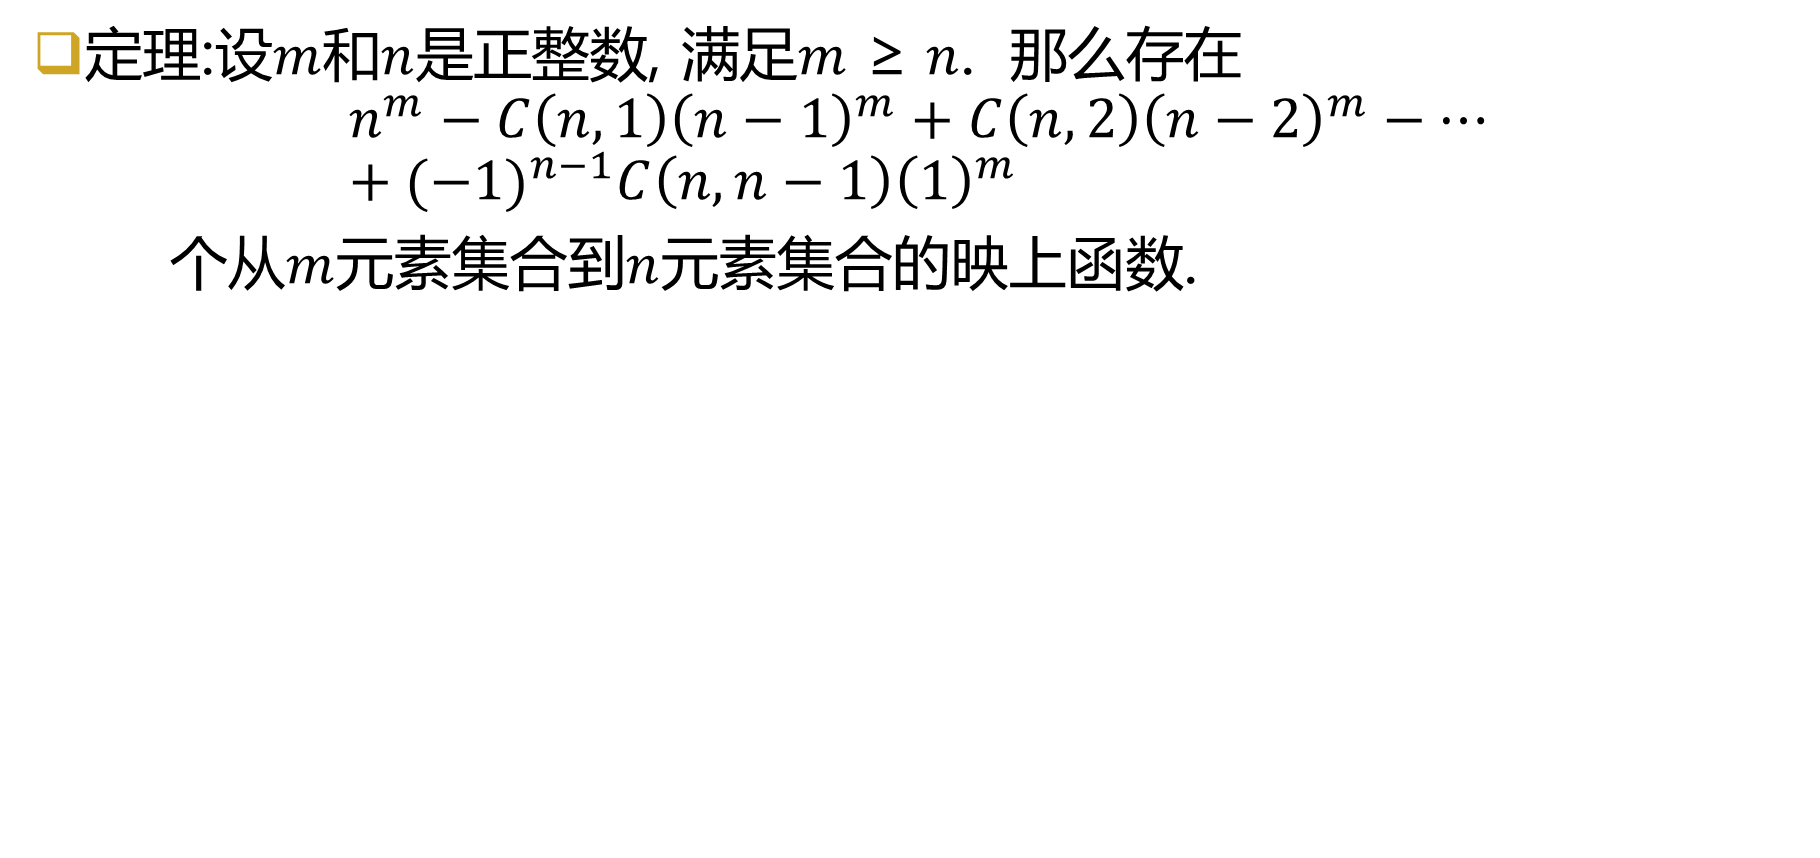 定理:设m和n是正整数, 满足m ≥ n. 那么存在
n^m − C(n, 1)(n − 1)^m + C(n, 2)(n − 2)^m − ⋯
+ (−1)^{n−1}C(n, n − 1)(1)^m
个从m元素集合到n元素集合的映上函数.